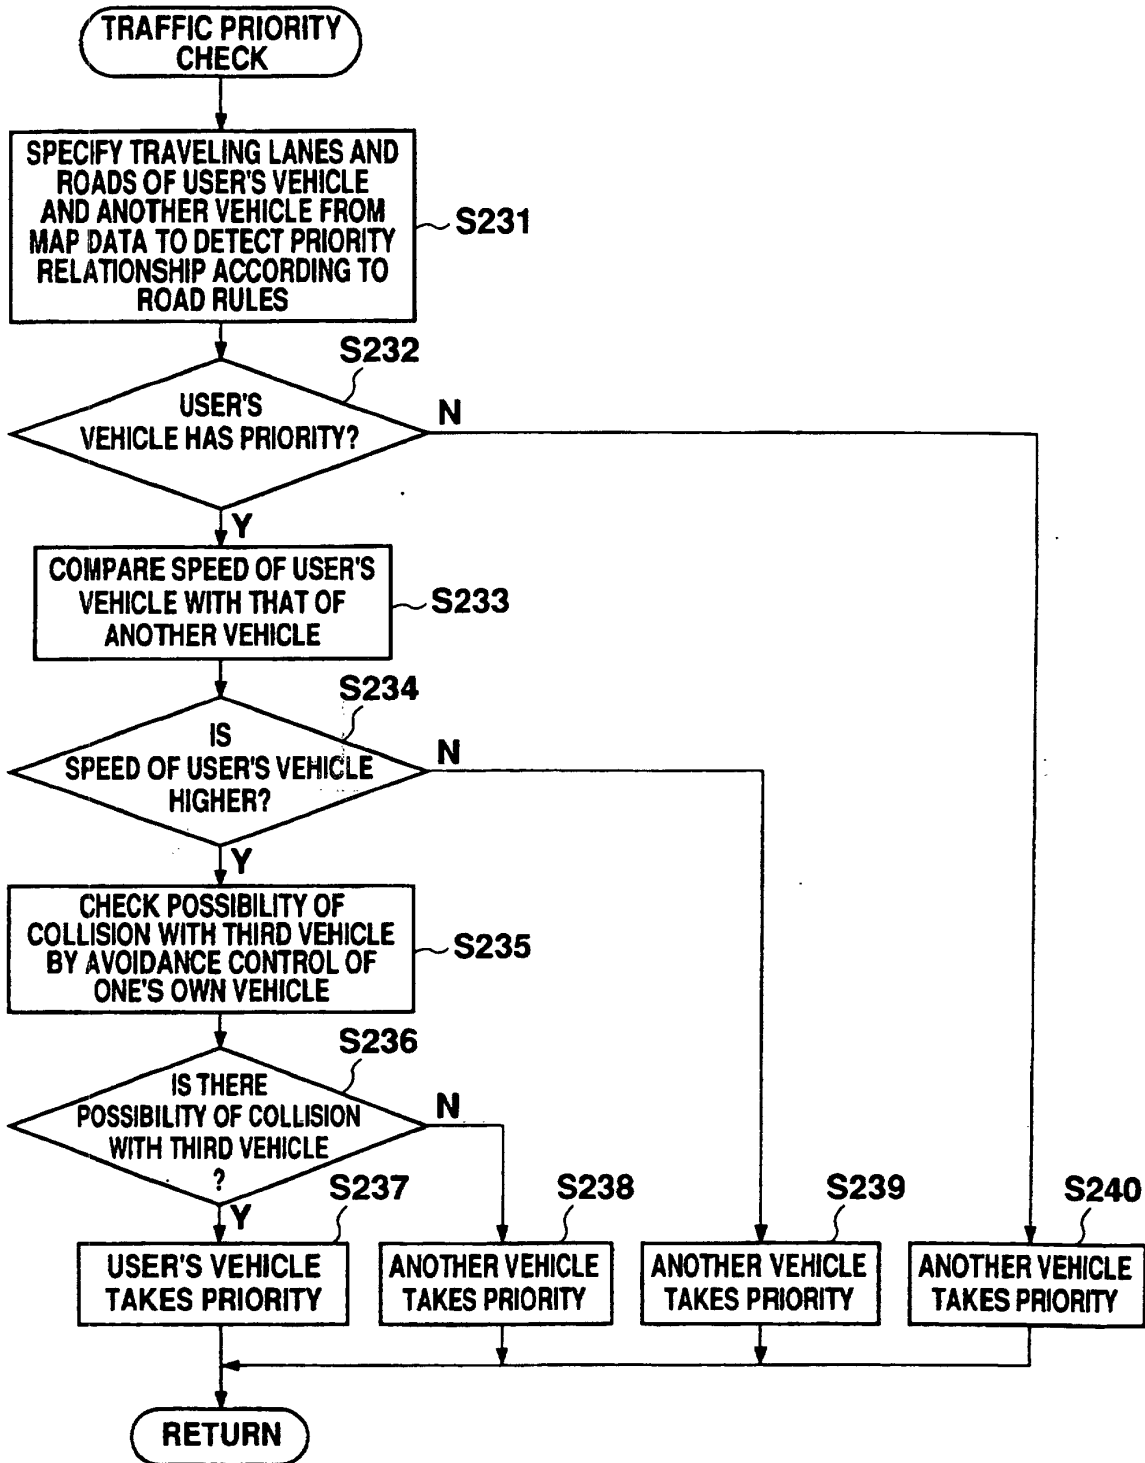 TRAFFIC PRIORITY
CHECK
SPECIFY TRAVELING LANES AND
ROADS OF USER'S VEHICLE
AND ANOTHER VEHICLE FROM
MAP DATA TO DETECT PRIORITY
RELATIONSHIP ACCORDING TO
ROAD RULES
S231
S232
USER'S
VEHICLE HAS PRIORITY?
N
Y
COMPARE SPEED OF USER'S
VEHICLE WITH THAT OF
ANOTHER VEHICLE
S233
S234
IS
SPEED OF USER'S VEHICLE
HIGHER?
N
Y
CHECK POSSIBILITY OF
COLLISION WITH THIRD VEHICLE
BY AVOIDANCE CONTROL OF
ONE'S OWN VEHICLE
S235
S236
IS THERE
POSSIBILITY OF COLLISION
WITH THIRD VEHICLE
?
N
Y
S237
USER'S VEHICLE
TAKES PRIORITY
S238
ANOTHER VEHICLE
TAKES PRIORITY
S239
ANOTHER VEHICLE
TAKES PRIORITY
S240
ANOTHER VEHICLE
TAKES PRIORITY
RETURN